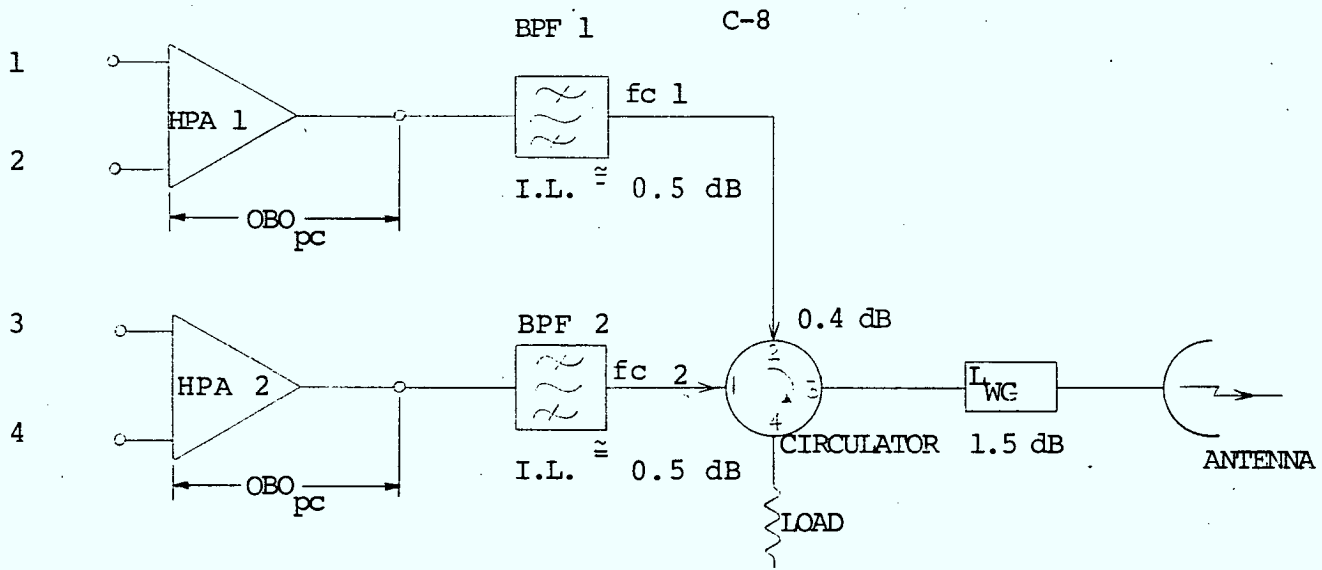 C-8
BPF 1
1
HPA 1
fc 1
2
I.L. ≅ 0.5 dB
OBO pc
3
BPF 2
0.4 dB
HPA 2
fc 2
1 2 3 4
L WG
4
CIRCULATOR
1.5 dB
I.L. ≅ 0.5 dB
ANTENNA
OBO pc
LOAD